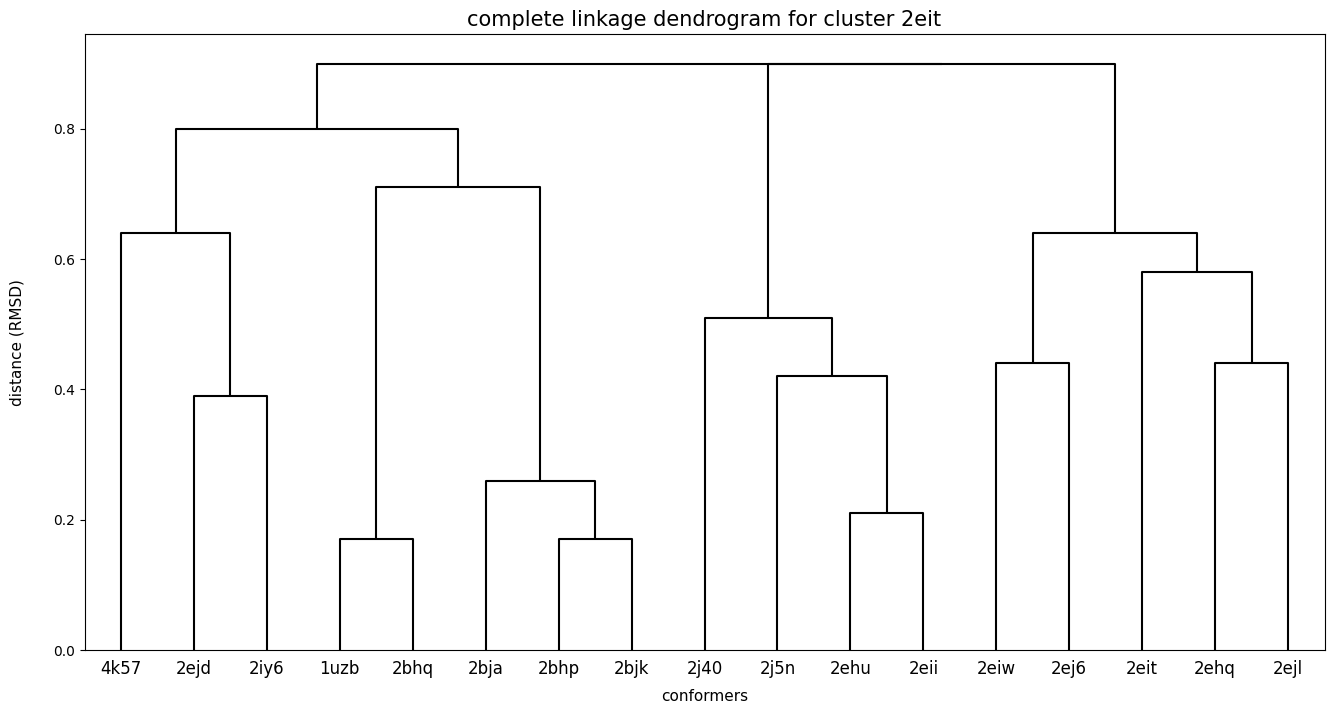 complete linkage dendrogram for cluster 2eit
distance (RMSD)
0.8
0.6
0.4
0.2
0.0
4k57 2ejd 2iy6 1uzb 2bhq 2bja 2bhp 2bjk 2j40 2j5n 2ehu 2eii 2eiw 2ej6 2eit 2ehq 2ejl
conformers